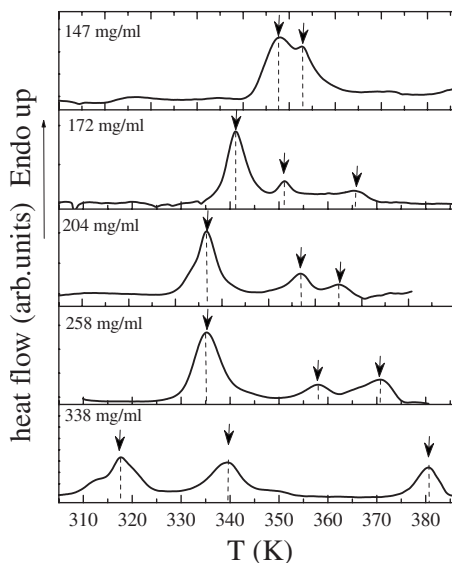 147 mg/ml
172 mg/ml
204 mg/ml
258 mg/ml
338 mg/ml
heat flow (arb.units) Endo up
310 320 330 340 350 360 370 380
T (K)